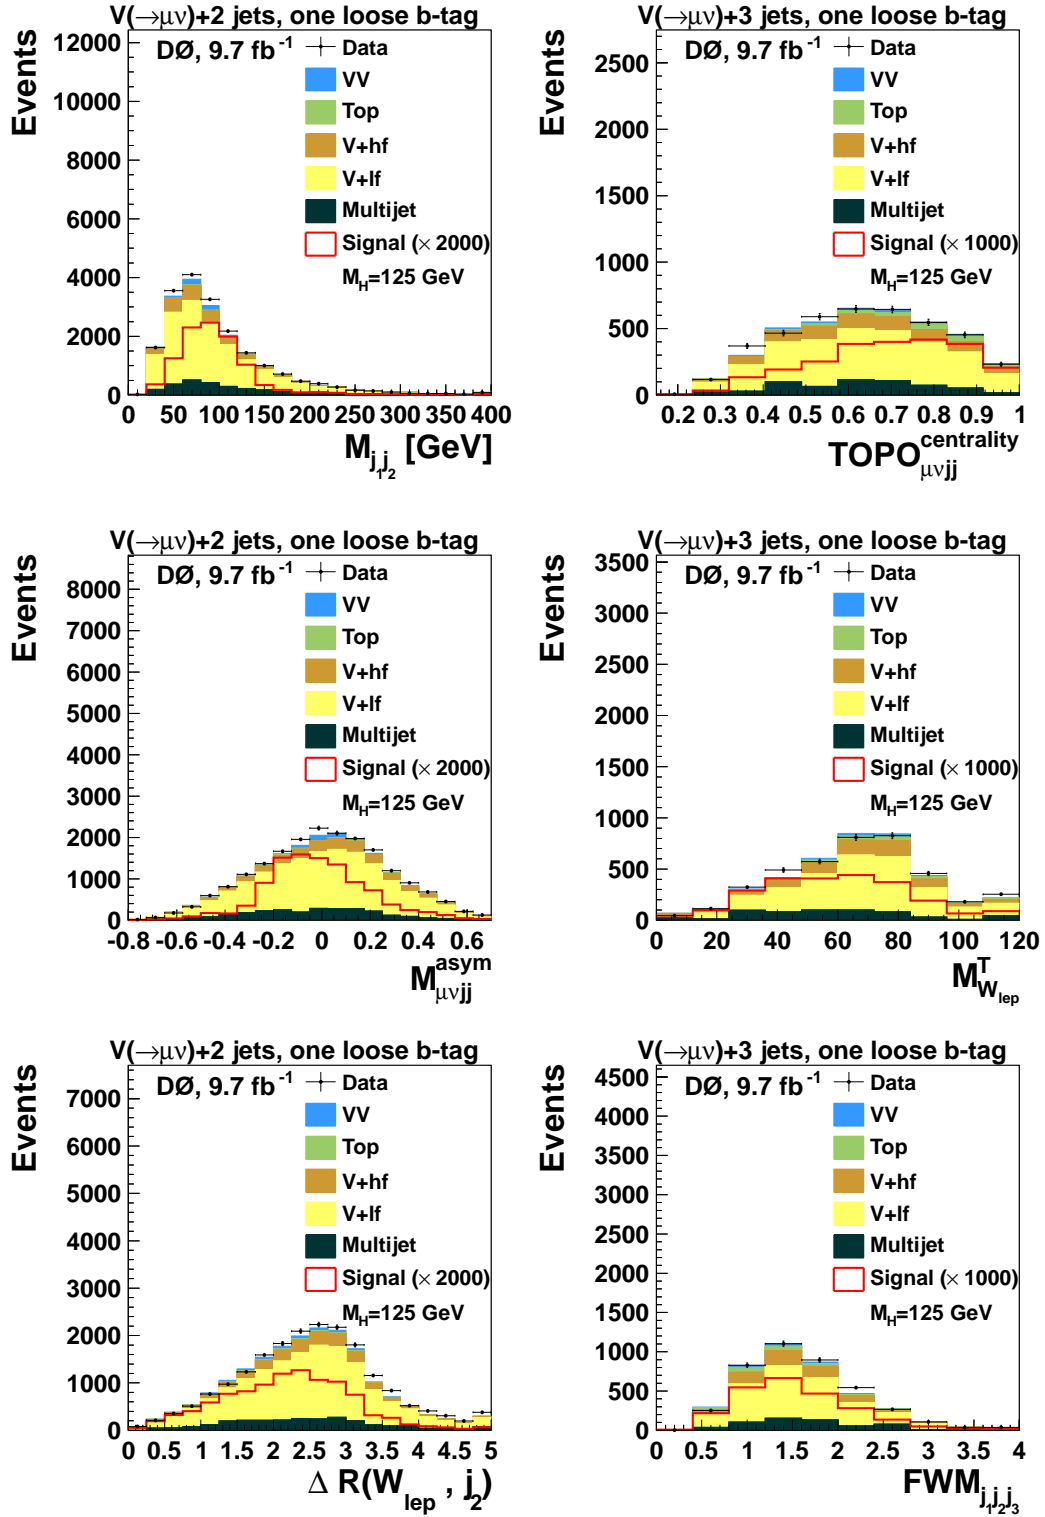 V(→μν)+2 jets, one loose b-tag
Events
12000
10000
8000
6000
4000
2000
0
DØ, 9.7 fb⁻¹
Data
VV
Top
V+hf
V+lf
Multijet
Signal (× 2000)
M_H=125 GeV
0 50 100 150 200 250 300 350 400
M_j₁j₂ [GeV]
V(→μν)+3 jets, one loose b-tag
Events
2500
2000
1500
1000
500
0
DØ, 9.7 fb⁻¹
Data
VV
Top
V+hf
V+lf
Multijet
Signal (× 1000)
M_H=125 GeV
0.2 0.3 0.4 0.5 0.6 0.7 0.8 0.9 1
TOPO^centrality_μνjj
V(→μν)+2 jets, one loose b-tag
Events
8000
7000
6000
5000
4000
3000
2000
1000
0
DØ, 9.7 fb⁻¹
Data
VV
Top
V+hf
V+lf
Multijet
Signal (× 2000)
M_H=125 GeV
-0.8 -0.6 -0.4 -0.2 0 0.2 0.4 0.6
M^asym_μνjj
V(→μν)+3 jets, one loose b-tag
Events
3500
3000
2500
2000
1500
1000
500
0
DØ, 9.7 fb⁻¹
Data
VV
Top
V+hf
V+lf
Multijet
Signal (× 1000)
M_H=125 GeV
0 20 40 60 80 100 120
M^T_W_lep
V(→μν)+2 jets, one loose b-tag
Events
7000
6000
5000
4000
3000
2000
1000
0
DØ, 9.7 fb⁻¹
Data
VV
Top
V+hf
V+lf
Multijet
Signal (× 2000)
M_H=125 GeV
0 0.5 1 1.5 2 2.5 3 3.5 4 4.5 5
Δ R(W_lep , j₂)
V(→μν)+3 jets, one loose b-tag
Events
4500
4000
3500
3000
2500
2000
1500
1000
500
0
DØ, 9.7 fb⁻¹
Data
VV
Top
V+hf
V+lf
Multijet
Signal (× 1000)
M_H=125 GeV
0 0.5 1 1.5 2 2.5 3 3.5 4
FWM_j₁j₂j₃